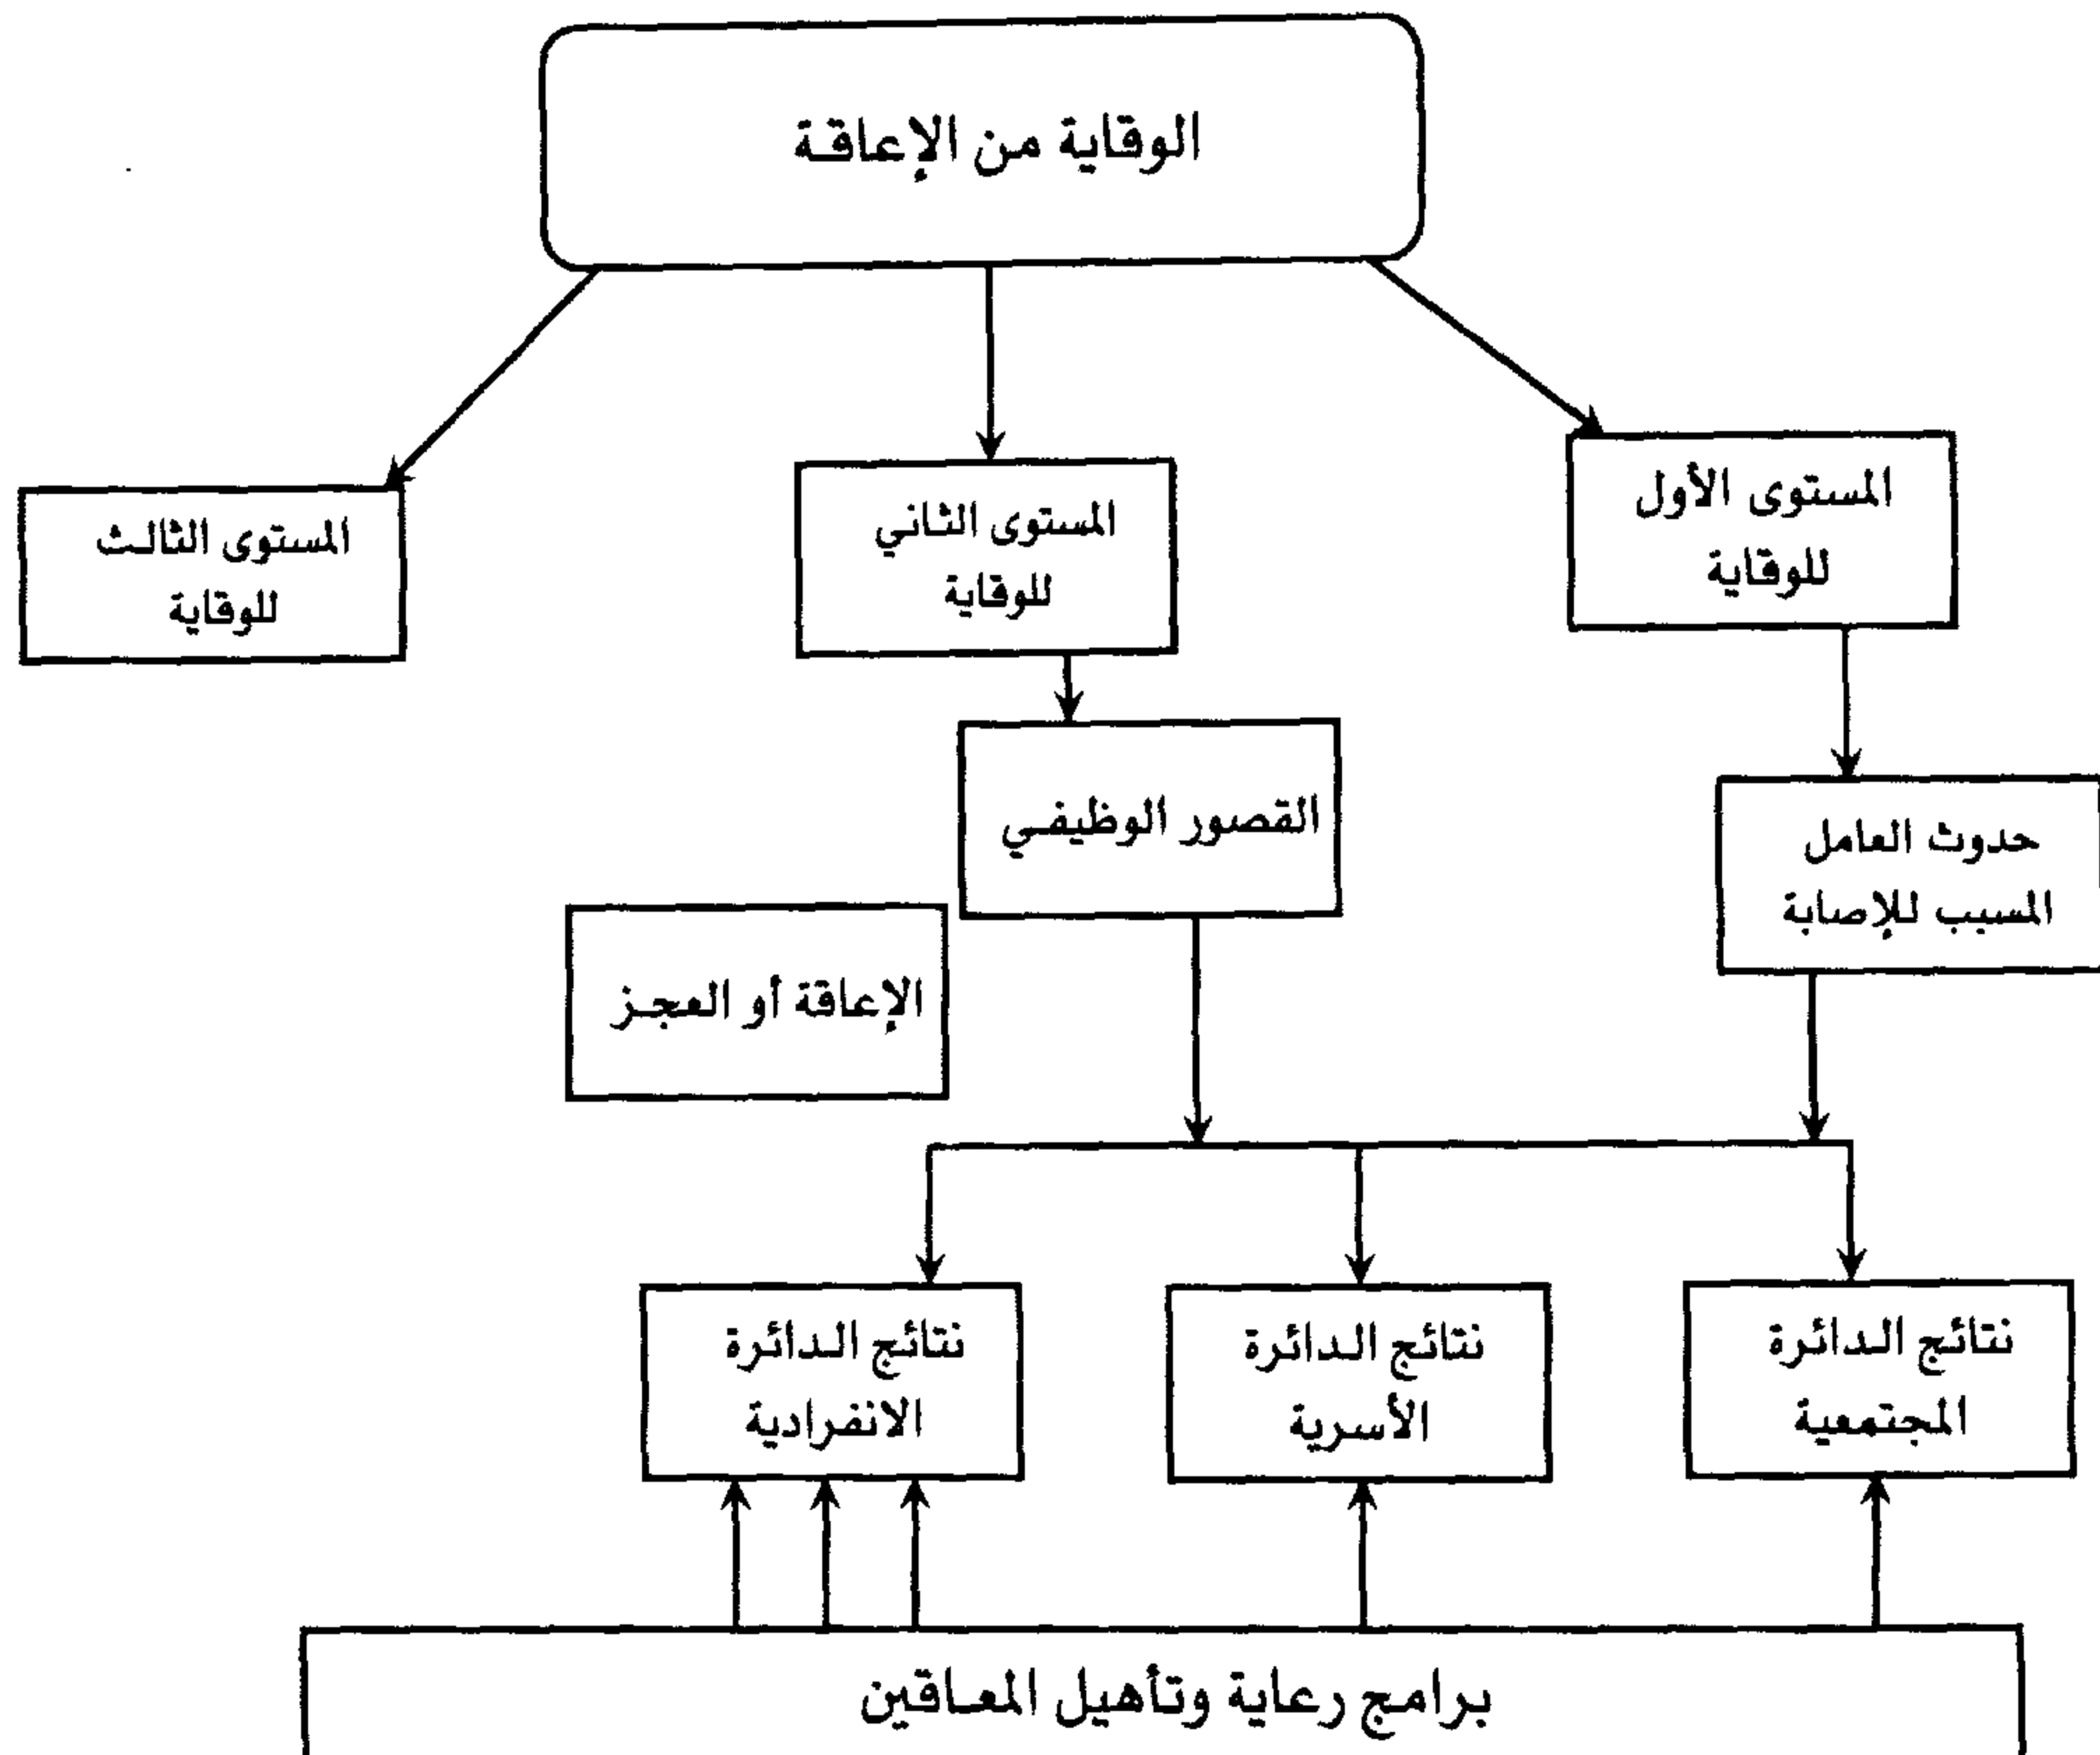 الوقاية من الإعاقة
المستوى الأول
للوقاية
المستوى الثاني
للوقاية
المستوى الثالث
للوقاية
القصور الوظيفي
حدوث العامل
المسبب للإصابة
الإعاقة أو العجز
نتائج الدائرة
المجتمعية
نتائج الدائرة
الأسرية
نتائج الدائرة
الانفرادية
برامج رعاية وتأهيل المعاقين